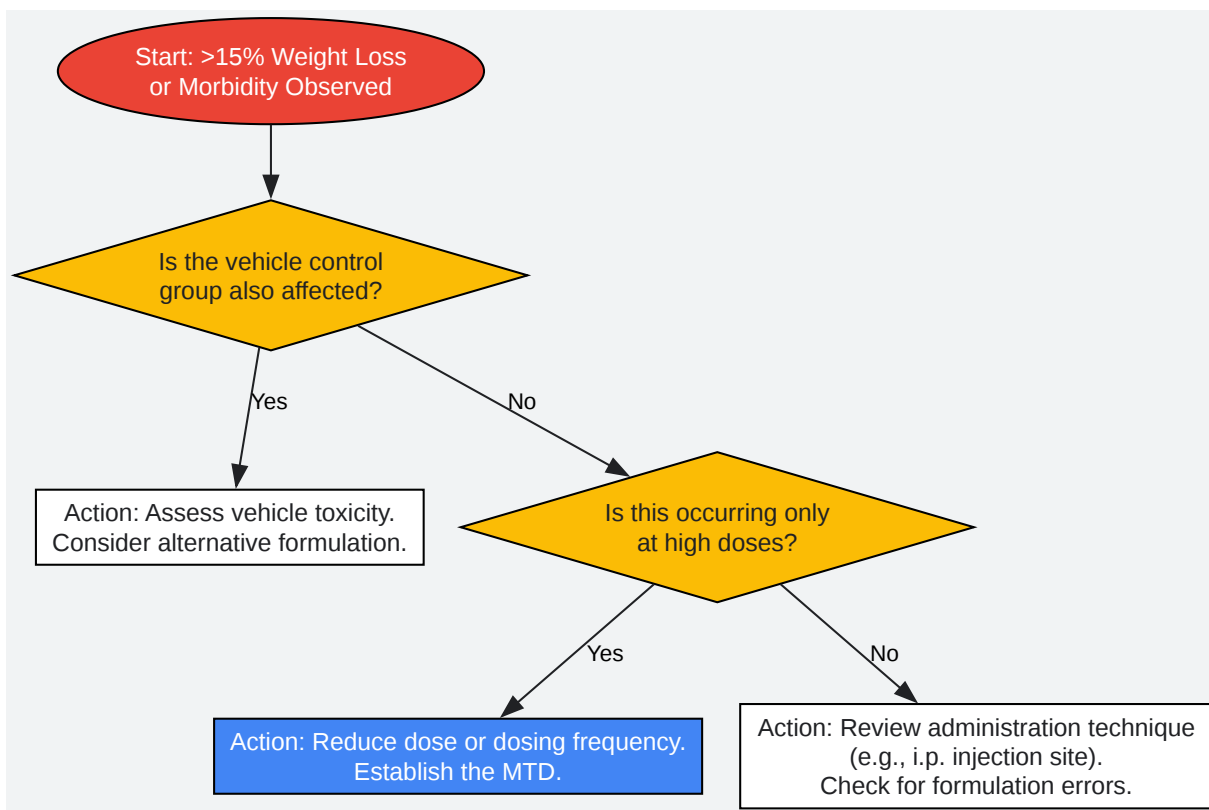 Start: >15% Weight Loss
or Morbidity Observed
Is the vehicle control
group also affected?
Yes
No
Action: Assess vehicle toxicity.
Consider alternative formulation.
Is this occurring only
at high doses?
Yes
No
Action: Reduce dose or dosing frequency.
Establish the MTD.
Action: Review administration technique
(e.g., i.p. injection site).
Check for formulation errors.